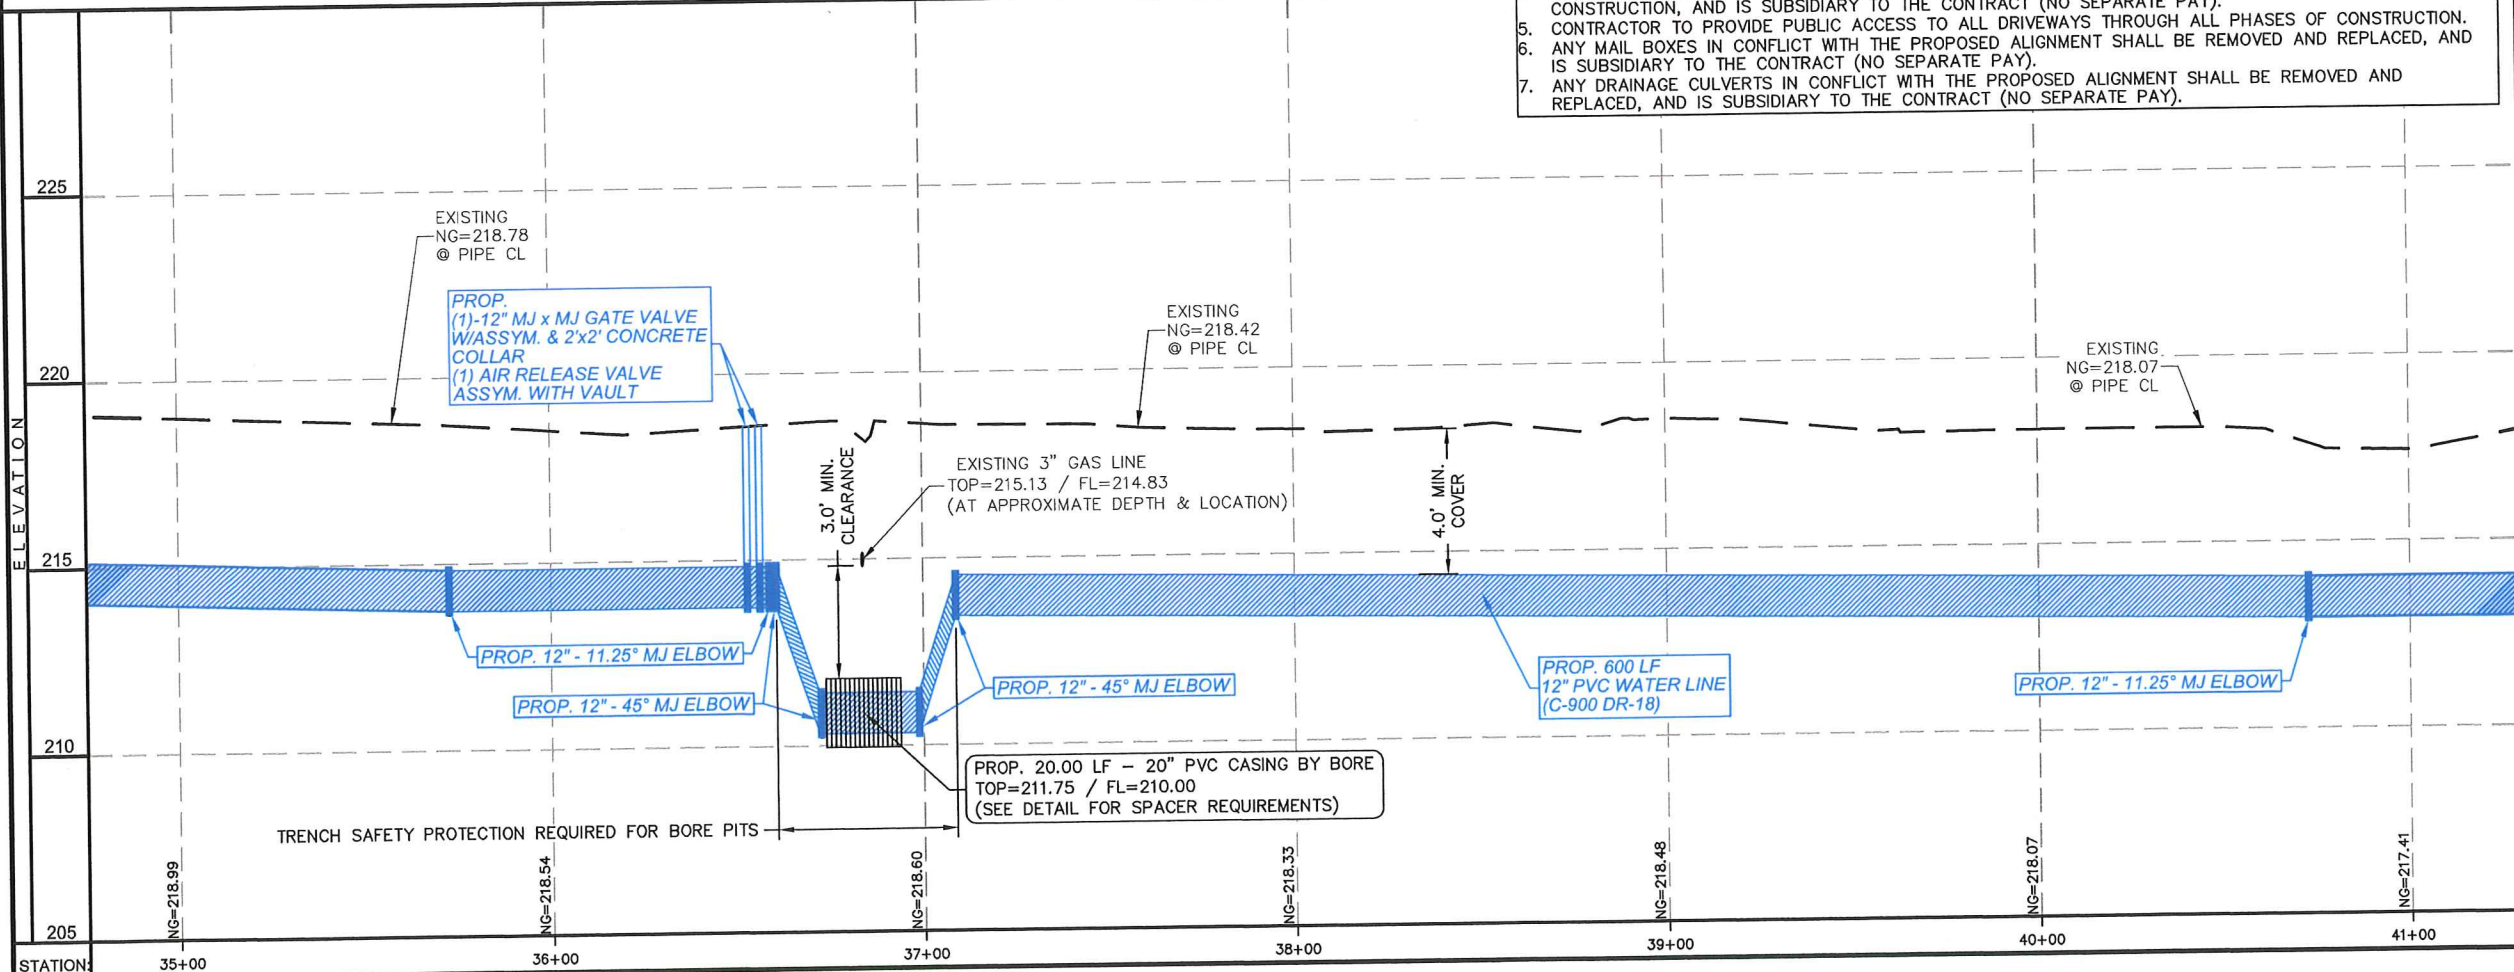 CONSTRUCTION, AND IS SUBSIDIARY TO THE CONTRACT (NO SEPARATE PAY).
5. CONTRACTOR TO PROVIDE PUBLIC ACCESS TO ALL DRIVEWAYS THROUGH ALL PHASES OF CONSTRUCTION.
6. ANY MAIL BOXES IN CONFLICT WITH THE PROPOSED ALIGNMENT SHALL BE REMOVED AND REPLACED, AND
IS SUBSIDIARY TO THE CONTRACT (NO SEPARATE PAY).
7. ANY DRAINAGE CULVERTS IN CONFLICT WITH THE PROPOSED ALIGNMENT SHALL BE REMOVED AND
REPLACED, AND IS SUBSIDIARY TO THE CONTRACT (NO SEPARATE PAY).
225
220
215
210
205
ELEVATION
EXISTING
NG=218.78
@ PIPE CL
PROP.
(1)-12" MJ x MJ GATE VALVE
W/ASSYM. & 2'x2' CONCRETE
COLLAR
(1) AIR RELEASE VALVE
ASSYM. WITH VAULT
EXISTING
NG=218.42
@ PIPE CL
EXISTING
NG=218.07
@ PIPE CL
3.0' MIN.
CLEARANCE
EXISTING 3" GAS LINE
TOP=215.13 / FL=214.83
(AT APPROXIMATE DEPTH & LOCATION)
4.0' MIN.
COVER
PROP. 12" - 11.25° MJ ELBOW
PROP. 12" - 45° MJ ELBOW
PROP. 12" - 45° MJ ELBOW
PROP. 600 LF
12" PVC WATER LINE
(C-900 DR-18)
PROP. 12" - 11.25° MJ ELBOW
PROP. 20.00 LF – 20" PVC CASING BY BORE
TOP=211.75 / FL=210.00
(SEE DETAIL FOR SPACER REQUIREMENTS)
TRENCH SAFETY PROTECTION REQUIRED FOR BORE PITS
NG=218.99
NG=218.54
NG=218.60
NG=218.33
NG=218.48
NG=218.07
NG=217.41
STATION:
35+00
36+00
37+00
38+00
39+00
40+00
41+00